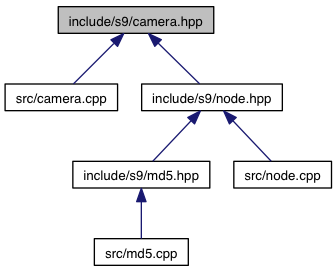 include/s9/camera.hpp
src/camera.cpp
include/s9/node.hpp
include/s9/md5.hpp
src/node.cpp
src/md5.cpp